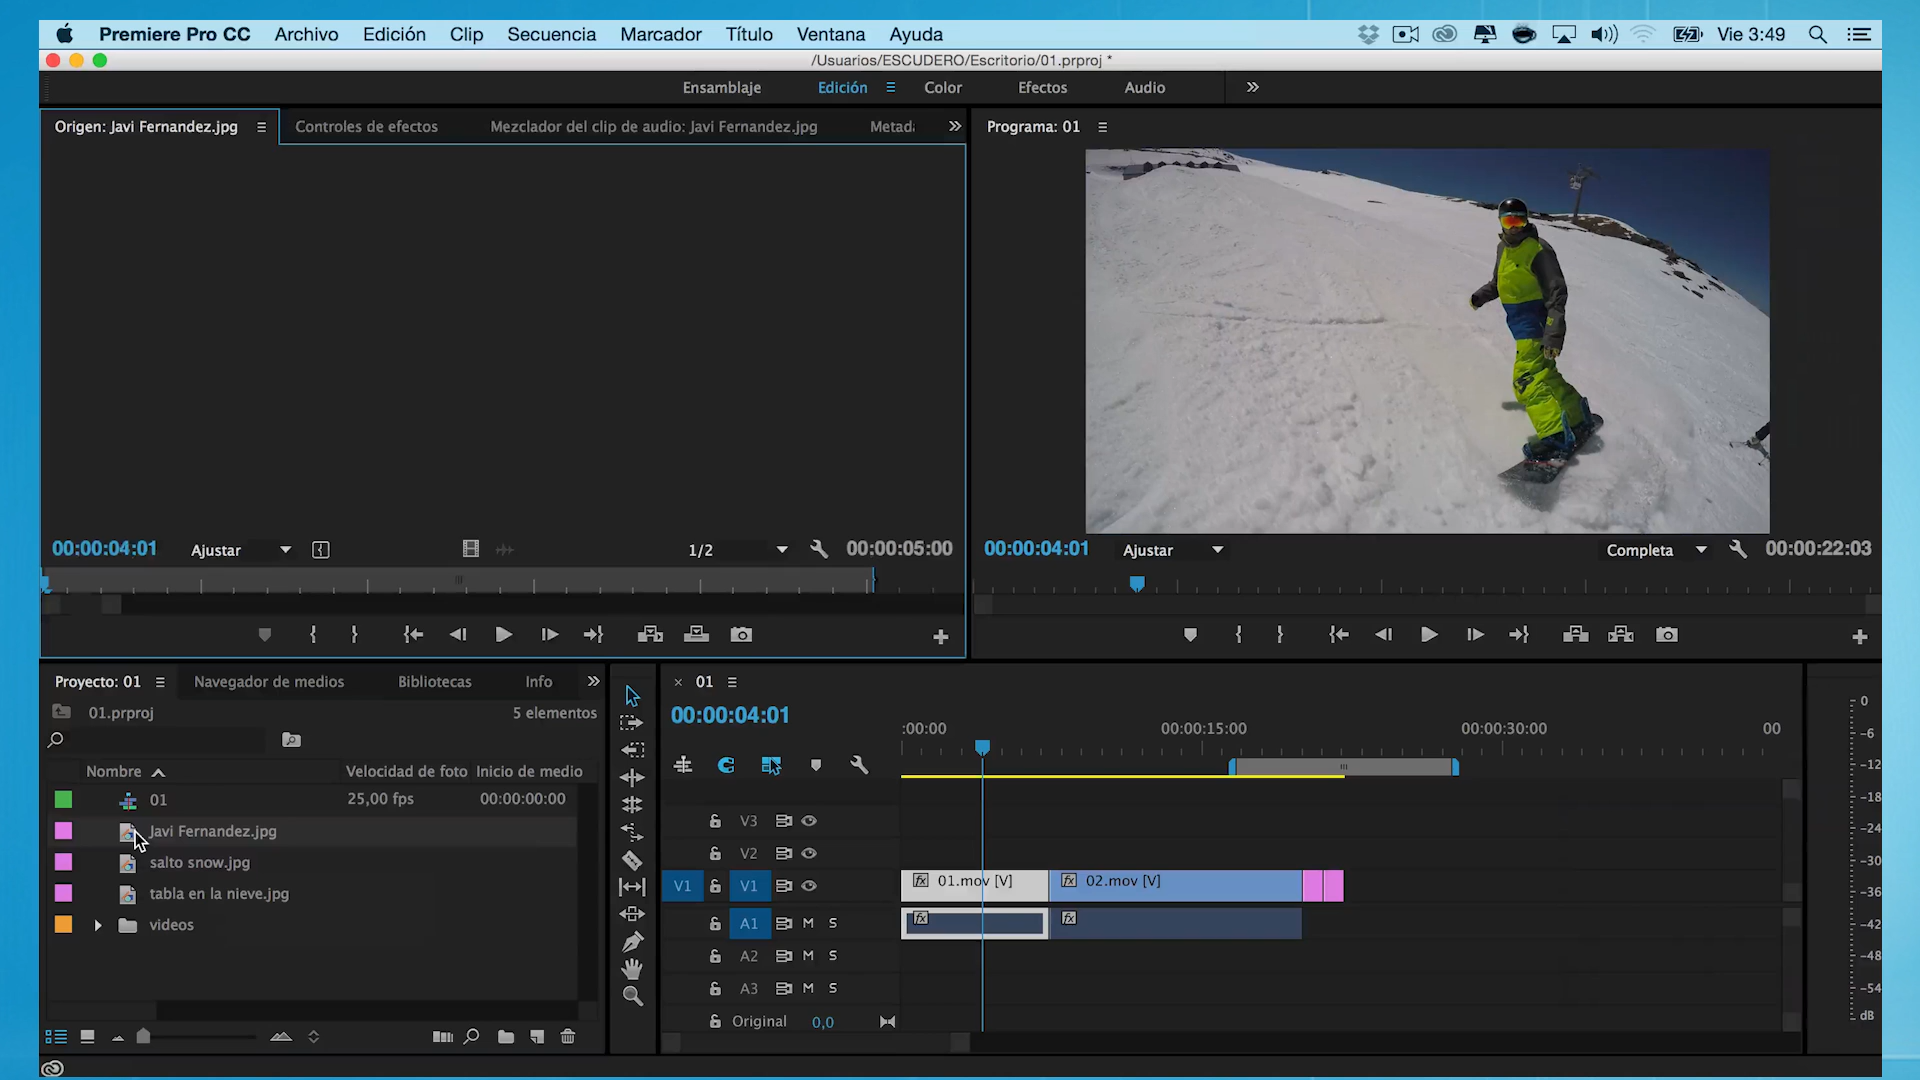 Premiere Pro CC Archivo Edición Clip Secuencia Marcador Título Ventana Ayuda Vie 3:49
/Usuarios/ESCUDERO/Escritorio/01.prproj *
Ensamblaje Edición Color Efectos Audio
Origen: Javi Fernandez.jpg Controles de efectos Mezclador del clip de audio: Javi Fernandez.jpg Metad
Programa: 01
00:00:04:01 Ajustar 1/2 00:00:05:00
00:00:04:01 Ajustar Completa 00:00:22:03
Proyecto: 01 Navegador de medios Bibliotecas Info
01.prproj 5 elementos
Nombre Velocidad de foto Inicio de medio
01 25,00 fps 00:00:00:00
Javi Fernandez.jpg
salto snow.jpg
tabla en la nieve.jpg
videos
× 01
00:00:04:01
:00:00 00:00:15:00 00:00:30:00 00
V3
V2
V1 V1 fx 01.mov [V] fx 02.mov [V]
A1 M S fx fx
A2 M S
A3 M S
Original 0,0
0
-6
-12
-18
-24
-30
-36
-42
-48
-54
dB